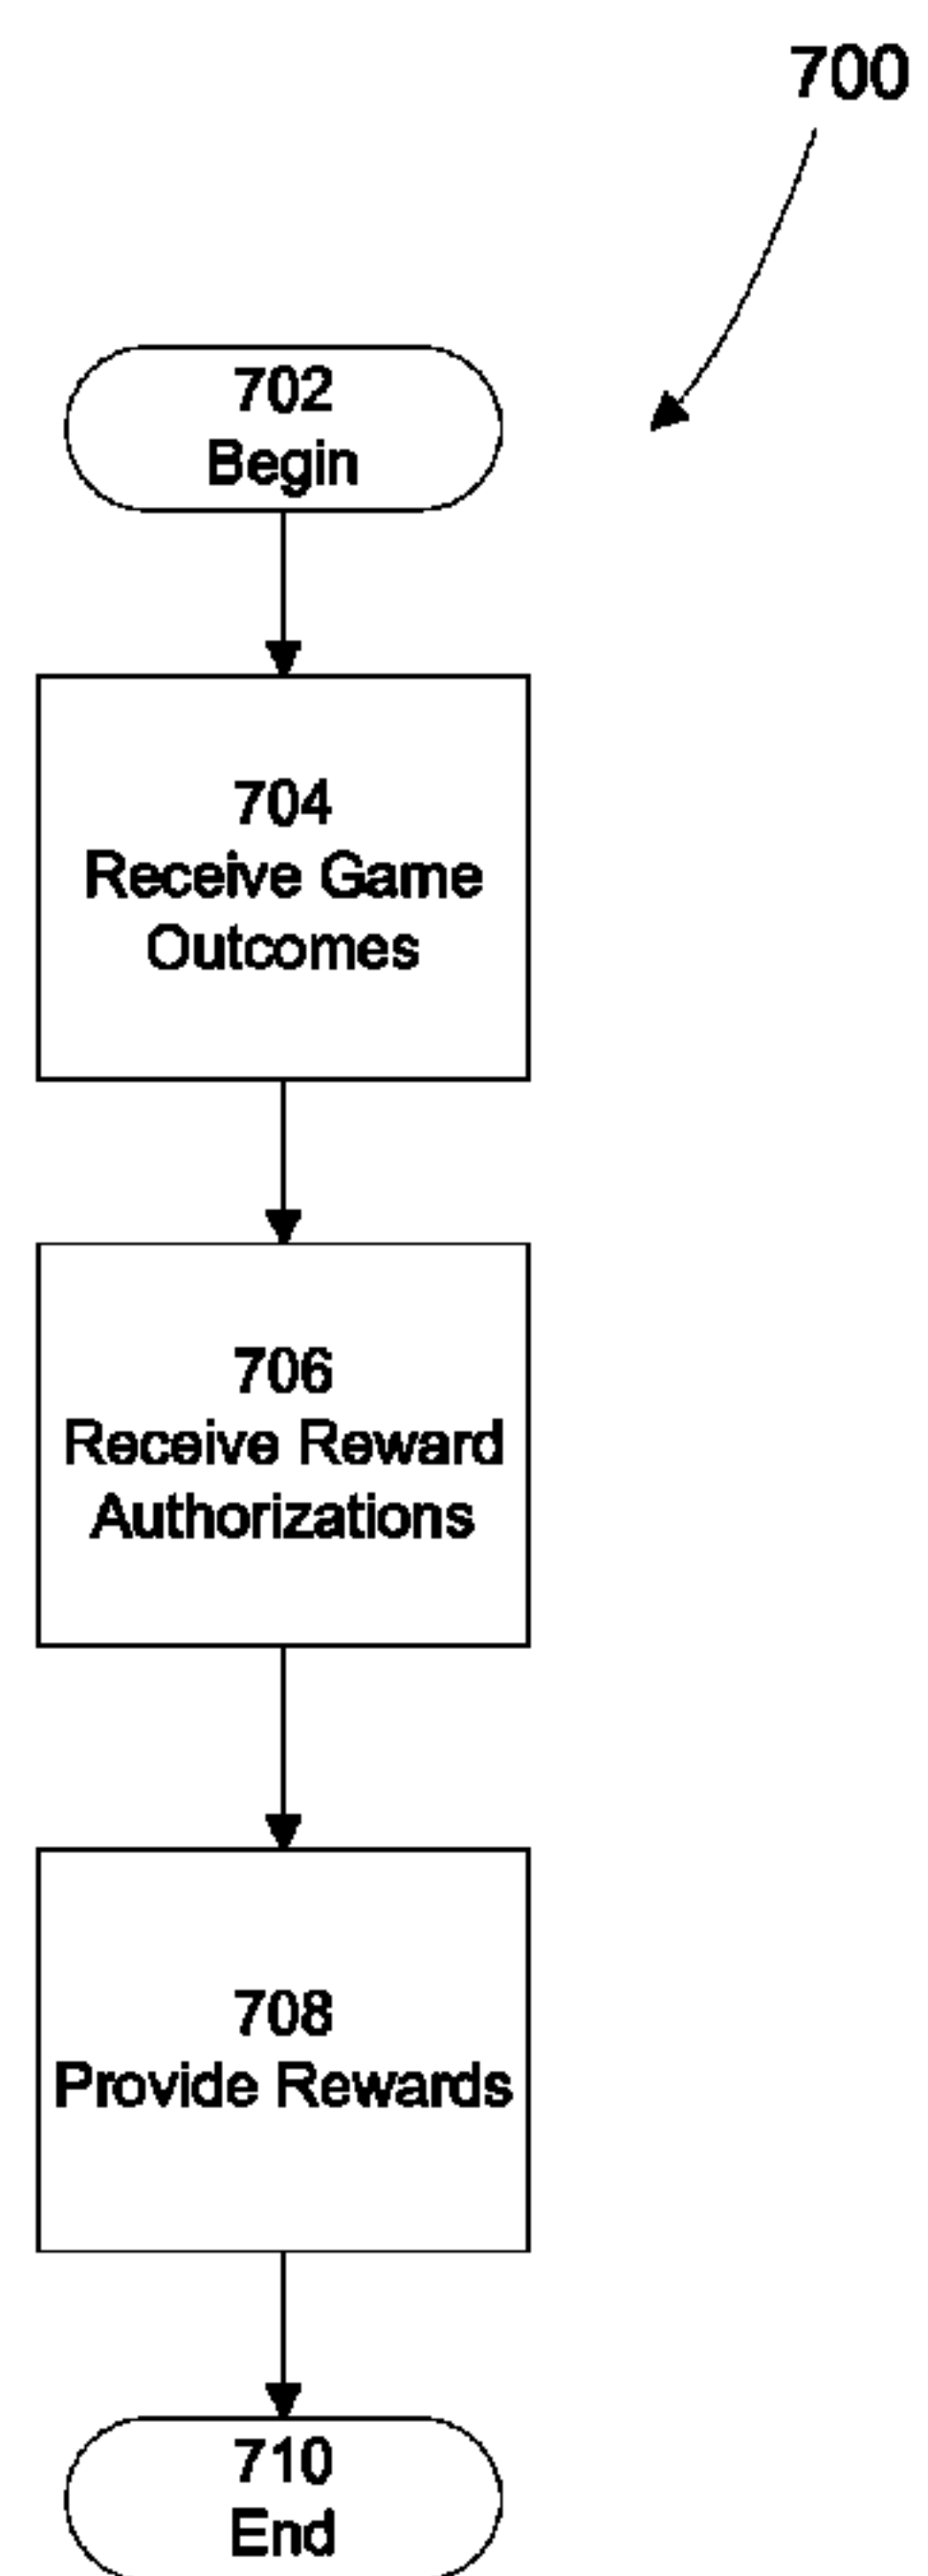 700
702
Begin
704
Receive Game
Outcomes
706
Receive Reward
Authorizations
708
Provide Rewards
710
End